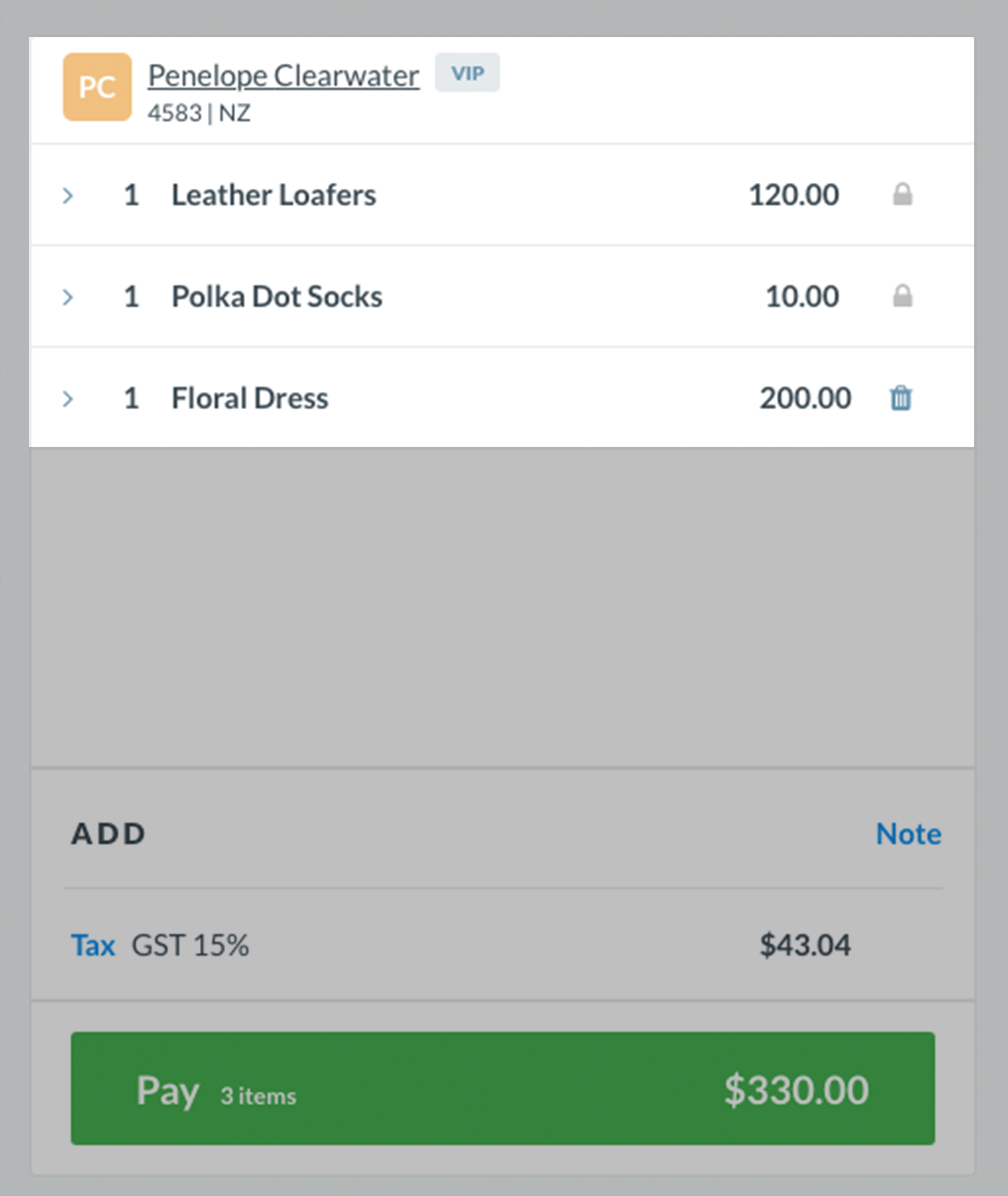 PC Penelope Clearwater VIP
4583 | NZ
1 Leather Loafers 120.00
1 Polka Dot Socks 10.00
1 Floral Dress 200.00
ADD Note
Tax GST 15% $43.04
Pay 3 items $330.00